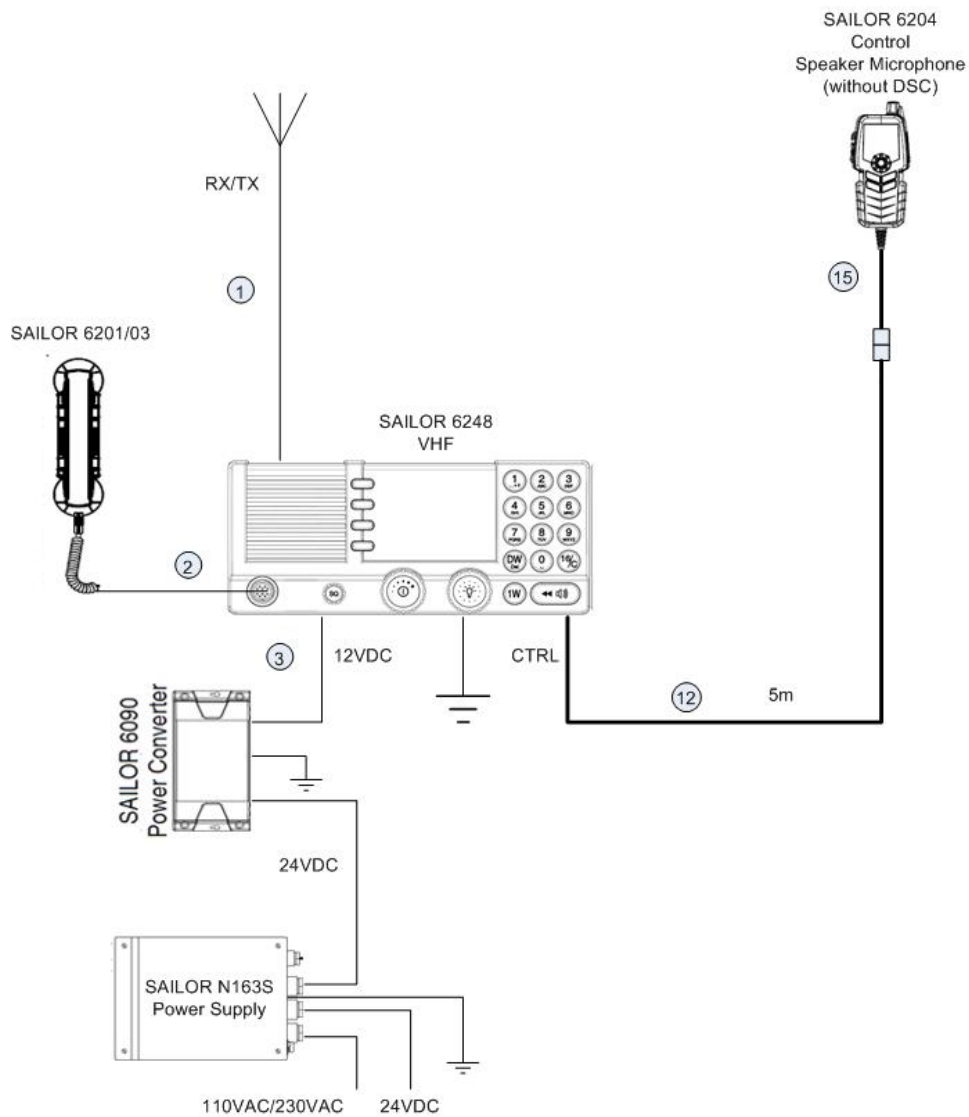 SAILOR 6204
Control
Speaker Microphone
(without DSC)
RX/TX
15
1
SAILOR 6201/03
SAILOR 6248
VHF
1
2
3
4
5
6
7
8
9
DW
0
16/C
2
SQ
1W
3
12VDC
CTRL
12
5m
SAILOR 6090
Power Converter
24VDC
SAILOR N163S
Power Supply
110VAC/230VAC
24VDC